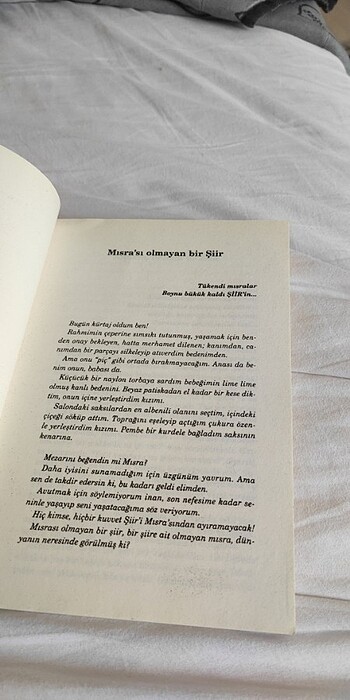 Mısra'sı olmayan bir Şiir
Tükendi mısralar
Boynu bükük kaldı ŞİİR'in...
Bugün kürtaj oldum ben!
Rahmimin çeperine sımsıkı tutunmuş, yaşamak için ben-
den onay bekleyen, hatta merhamet dilenen; kanımdan, ca-
nımdan bir parçayı silkeleyip atıverdim bedenimden.
Ama onu "piç" gibi ortada bırakmayacağım. Anası da be-
nim onun, babası da.
Küçücük bir naylon torbaya sardım bebeğimin lime lime
olmuş kanlı bedenini. Beyaz patiskadan el kadar bir kese dik-
tim, onun içine yerleştirdim kızımı.
Salondaki saksılardan en albenili olanını seçtim, içindeki
çiçeği söküp attım. Toprağını eşeleyip açtığım çukura özen-
le yerleştirdim kızımı. Pembe bir kurdele bağladım saksının
kenarına.
Mezarını beğendin mi Mısra?
Daha iyisini sunamadığım için üzgünüm yavrum. Ama
sen de takdir edersin ki, bu kadarı geldi elimden.
Avutmak için söylemiyorum inan, son nefesime kadar se-
ninle yaşayıp seni yaşatacağıma söz veriyorum.
Hiç kimse, hiçbir kuvvet Şiir'i Mısra'sından ayıramayacak!
Mısrası olmayan bir şiir, bir şiire ait olmayan mısra, dün-
yanın neresinde görülmüş ki?